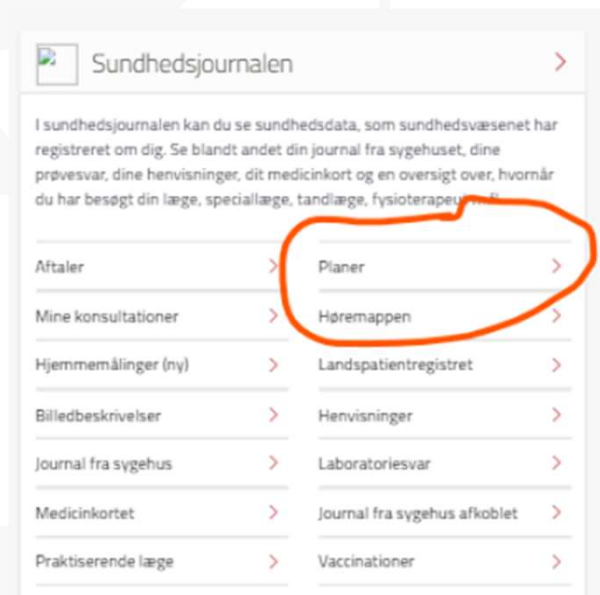 Sundhedsjournalen
I sundhedsjournalen kan du se sundhedsdata, som sundhedsvæsenet har
registreret om dig. Se blandt andet din journal fra sygehuset, dine
prøvesvar, dine henvisninger, dit medicinkort og en oversigt over, hvornår
du har besøgt din læge, speciallæge, tandlæge, fysioterapeut
Aftaler
Planer
Mine konsultationer
Høremappen
Hjemmemålinger (ny)
Landspatientregistret
Billedbeskrivelser
Henvisninger
Journal fra sygehus
Laboratoriesvar
Medicinkortet
Journal fra sygehus afkoblet
Praktiserende læge
Vaccinationer